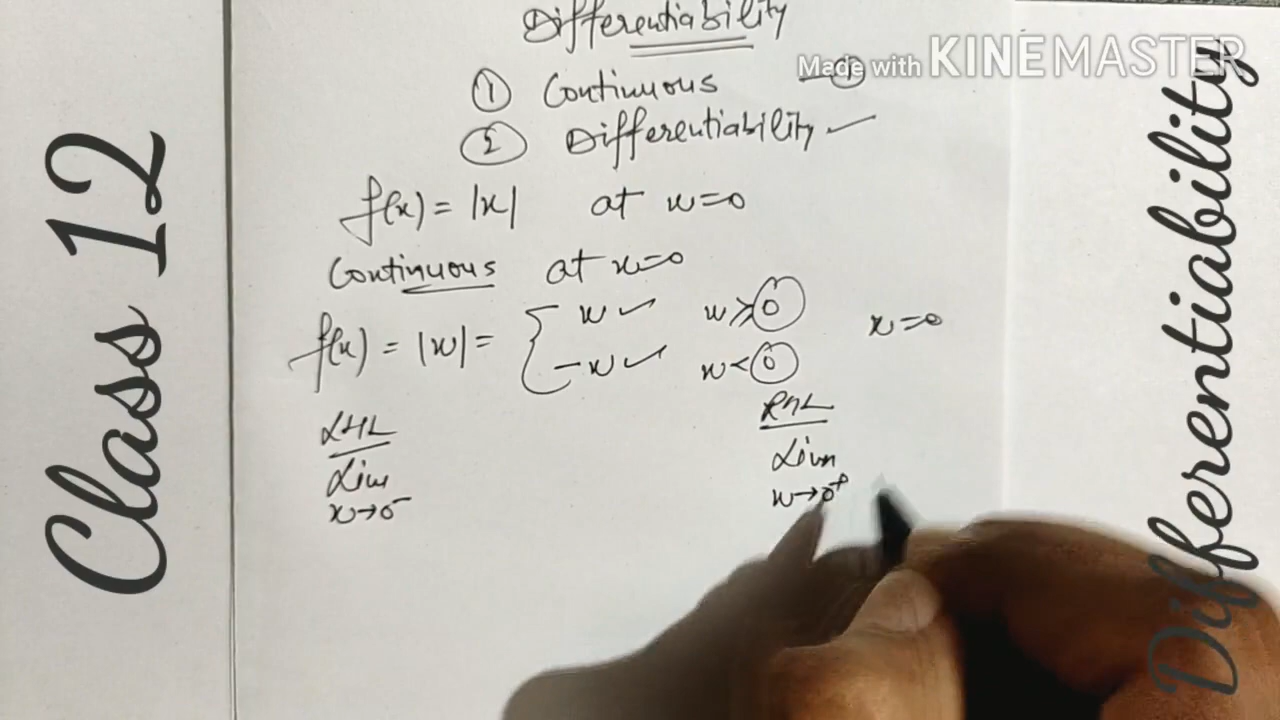 Class 12
Differentiability
Made with KINEMASTER
Differentiability
① Continuous —①
② Differentiability ✓
f(x) = |x| at x=0
Continuous at x=0
f(x) = |x| = { x ✓ x ≥ 0
-x ✓ x < 0
x=0
LHL
Lim
x→0⁻
RHL
Lim
x→0⁺